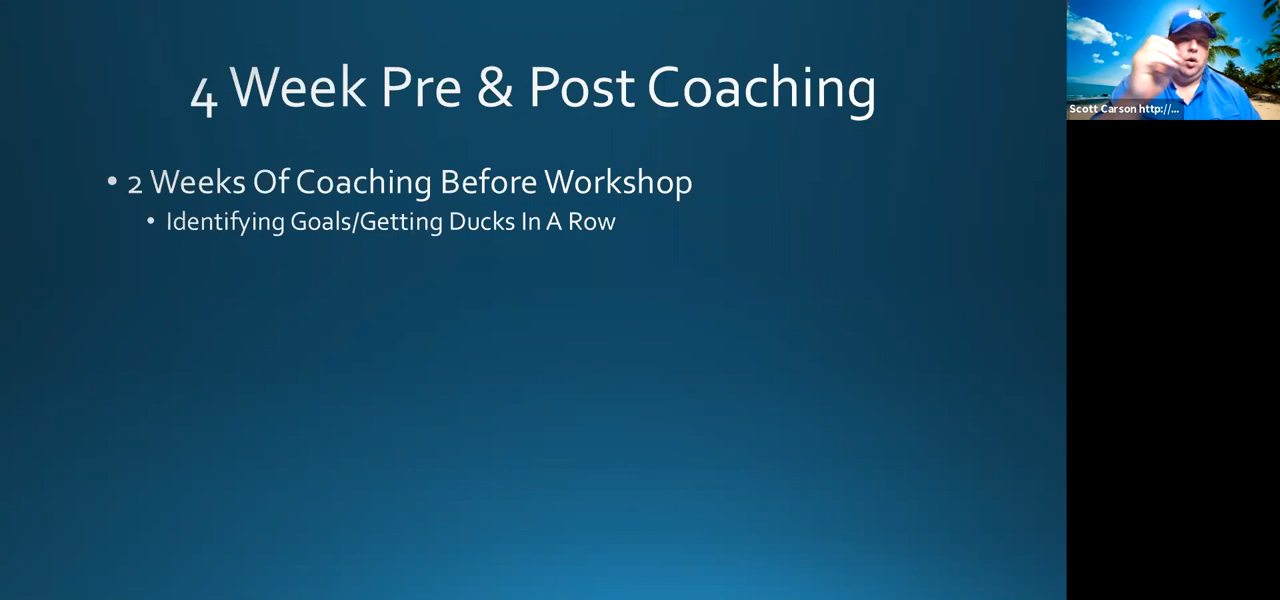 4 Week Pre & Post Coaching
• 2 Weeks Of Coaching Before Workshop
• Identifying Goals/Getting Ducks In A Row
Scott Carson http://...